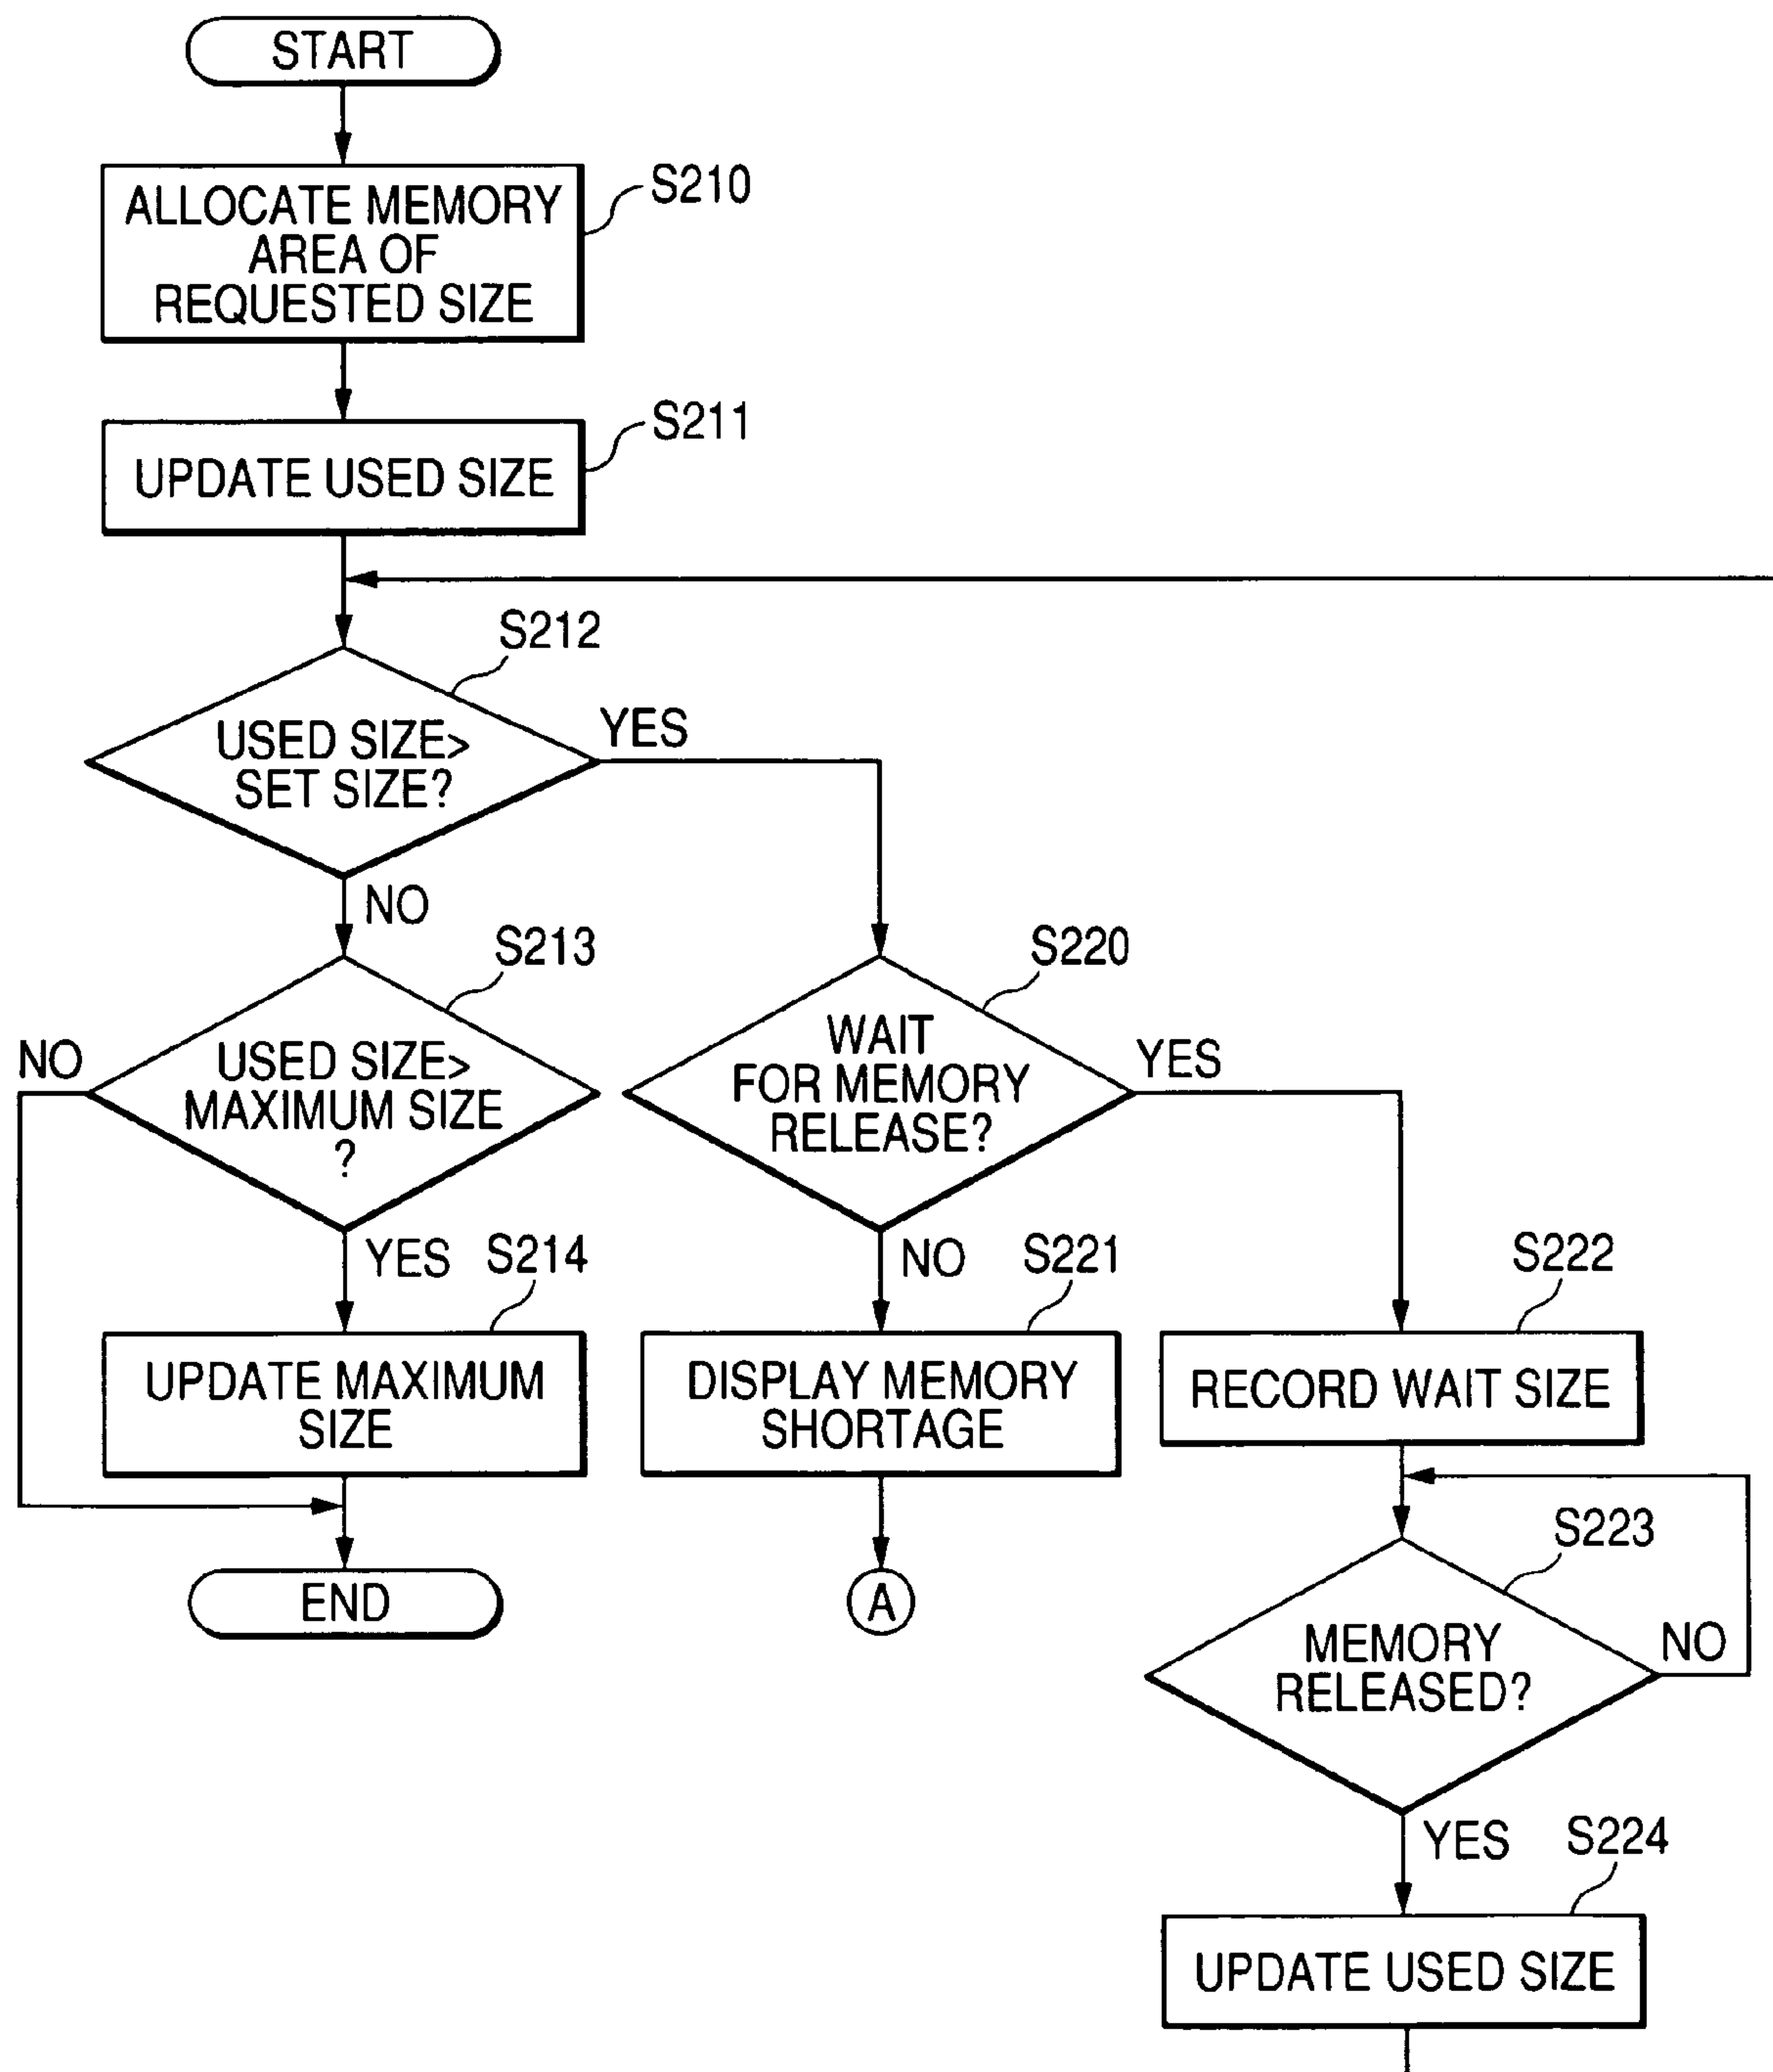 START
S210
ALLOCATE MEMORY
AREA OF
REQUESTED SIZE
S211
UPDATE USED SIZE
S212
USED SIZE>
SET SIZE?
YES
NO
S213
USED SIZE>
MAXIMUM SIZE
?
NO
YES
S214
UPDATE MAXIMUM
SIZE
END
S220
WAIT
FOR MEMORY
RELEASE?
YES
NO
S221
DISPLAY MEMORY
SHORTAGE
A
S222
RECORD WAIT SIZE
S223
MEMORY
RELEASED?
NO
YES
S224
UPDATE USED SIZE